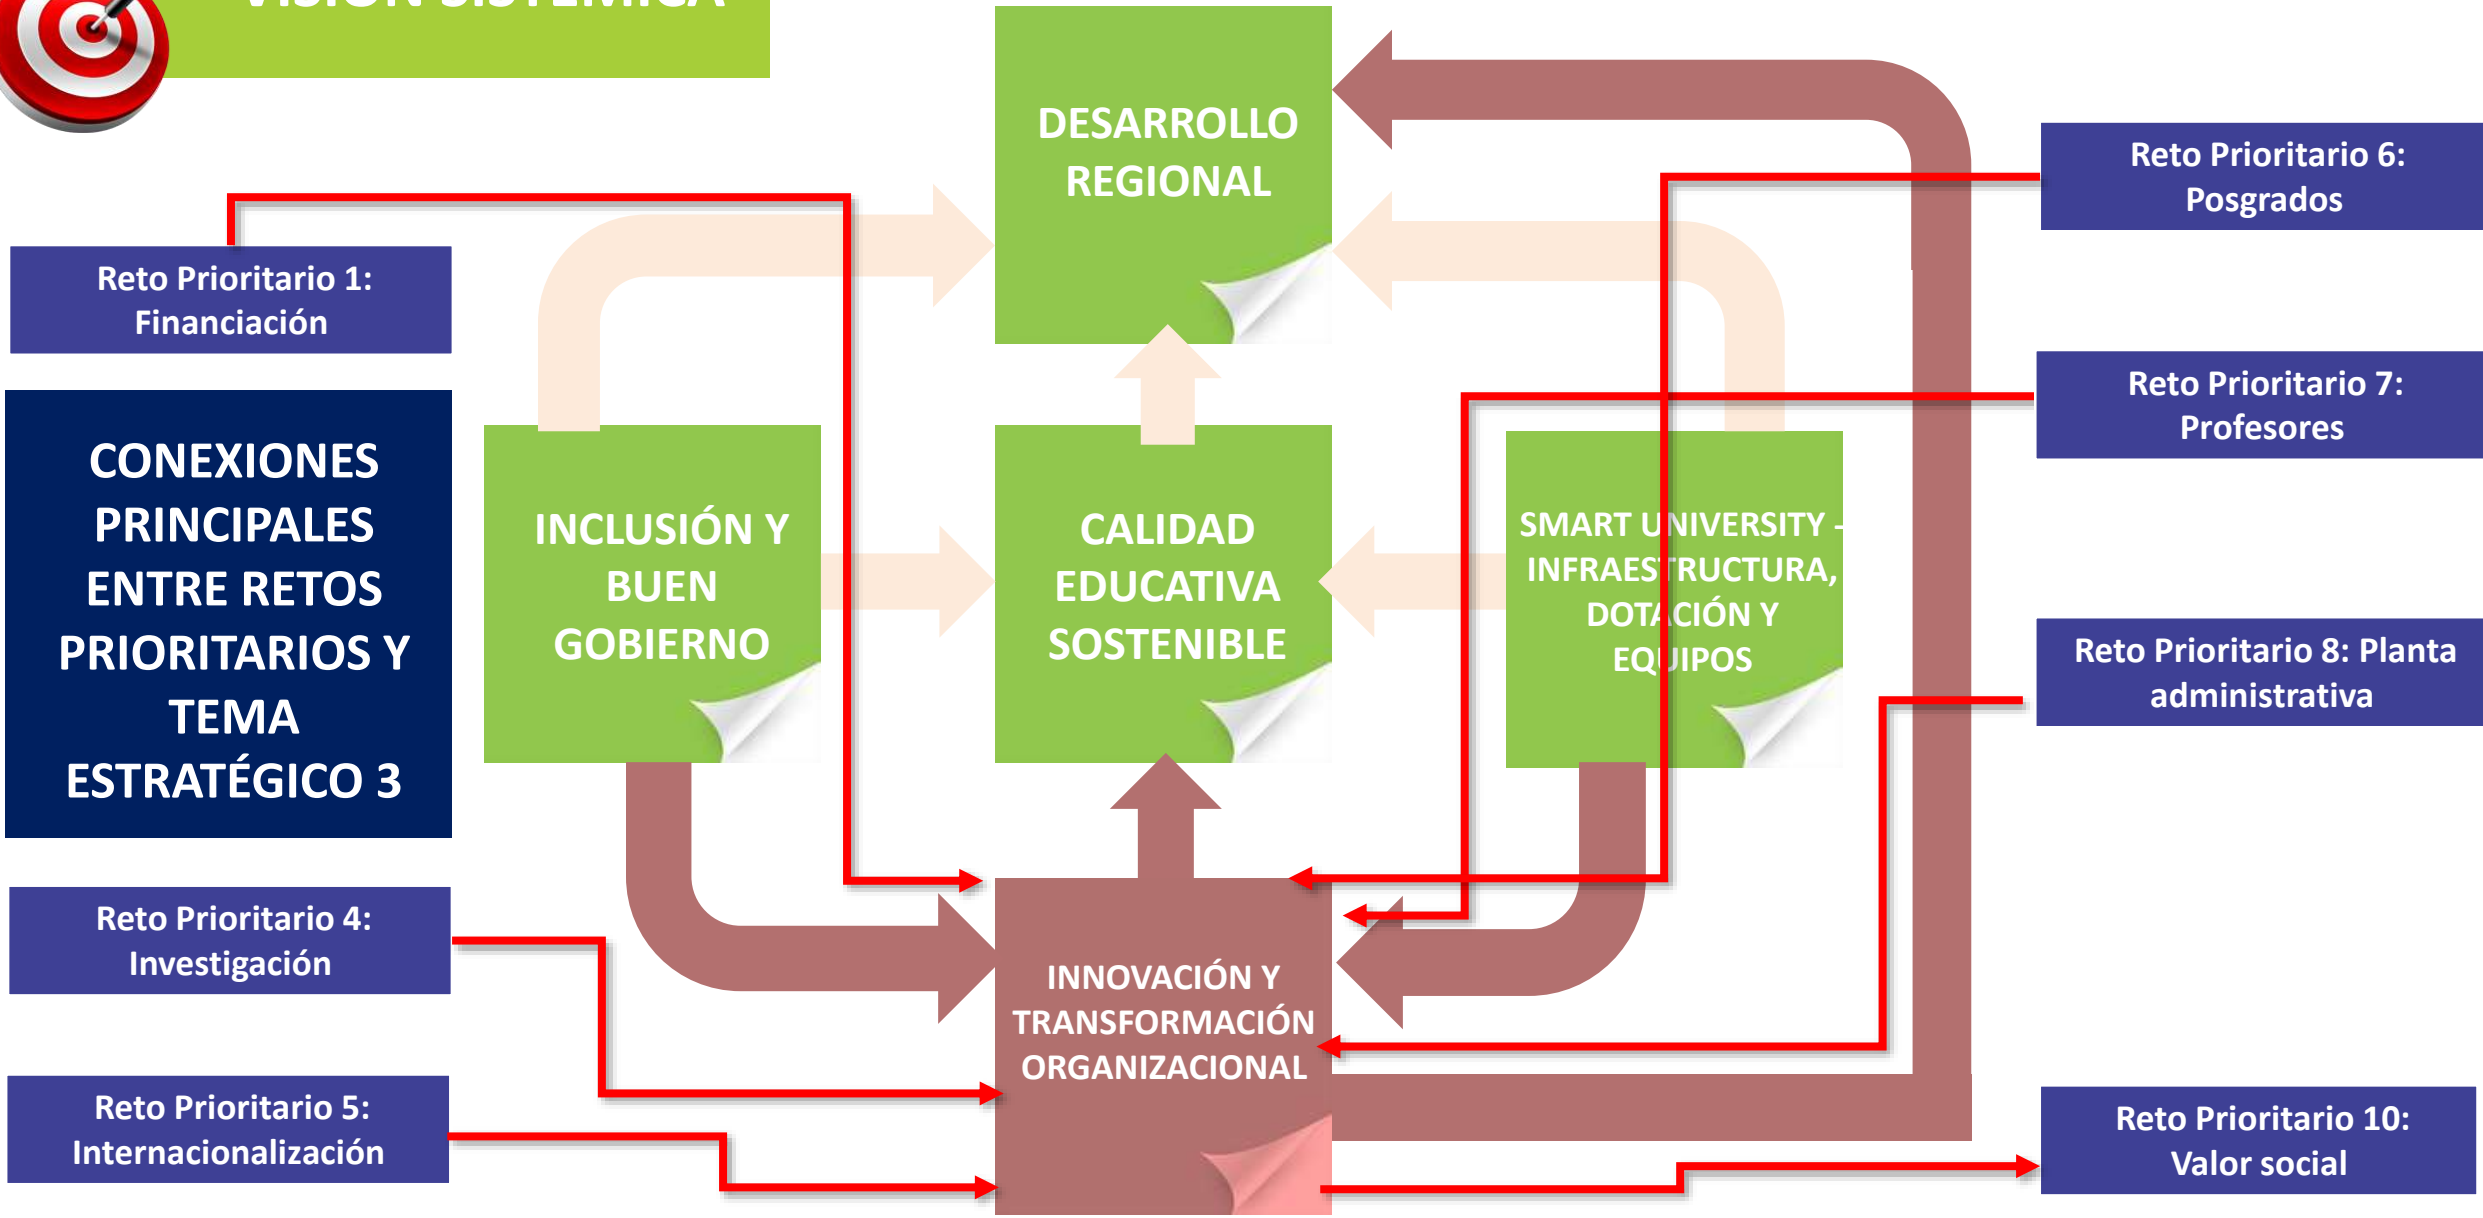 VISIÓN SISTÉMICA
DESARROLLO
REGIONAL
Reto Prioritario 6:
Posgrados
Reto Prioritario 1:
Financiación
Reto Prioritario 7:
Profesores
CONEXIONES
PRINCIPALES
ENTRE RETOS
PRIORITARIOS Y
TEMA
ESTRATÉGICO 3
INCLUSIÓN Y
BUEN
GOBIERNO
CALIDAD
EDUCATIVA
SOSTENIBLE
SMART UNIVERSITY -
INFRAESTRUCTURA,
DOTACIÓN Y
EQUIPOS
Reto Prioritario 8: Planta
administrativa
Reto Prioritario 4:
Investigación
INNOVACIÓN Y
TRANSFORMACIÓN
ORGANIZACIONAL
Reto Prioritario 5:
Internacionalización
Reto Prioritario 10:
Valor social